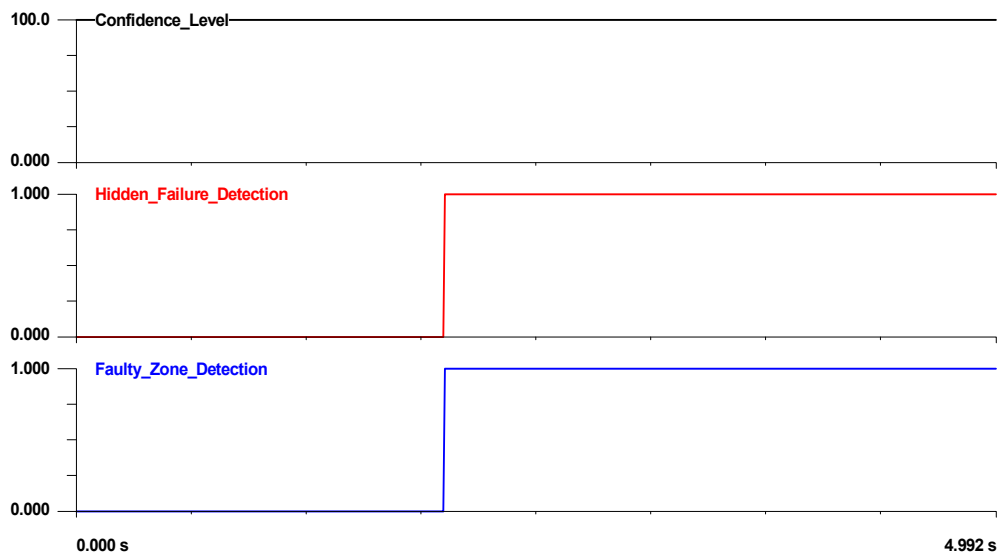 100.0
Confidence_Level
0.000
1.000
Hidden_Failure_Detection
0.000
1.000
Faulty_Zone_Detection
0.000
0.000 s
4.992 s